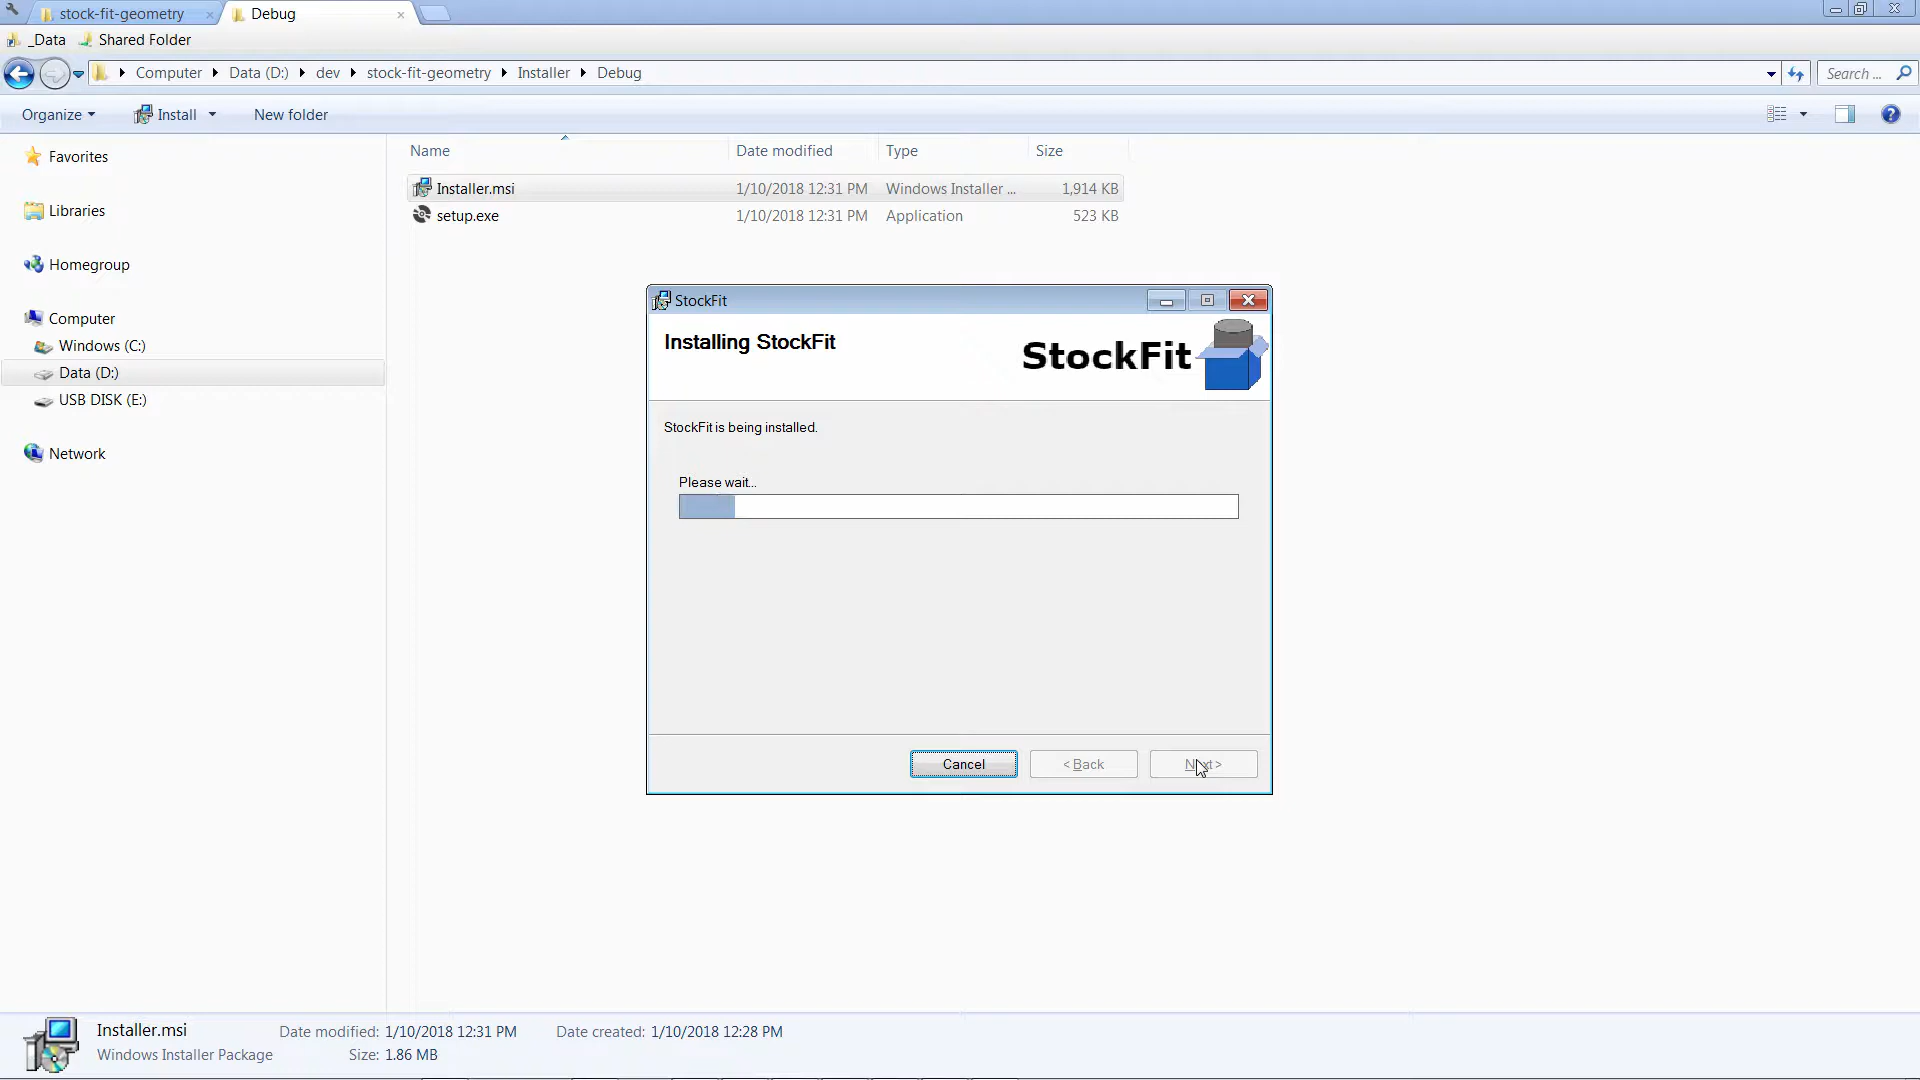 stock-fit-geometry
Debug
_Data
Shared Folder
Computer
Data (D:)
dev
stock-fit-geometry
Installer
Debug
Search ...
Organize
Install
New folder
Name
Date modified
Type
Size
Favorites
Libraries
Homegroup
Computer
Windows (C:)
Data (D:)
USB DISK (E:)
Network
Installer.msi 1/10/2018 12:31 PM Windows Installer ... 1,914 KB
setup.exe 1/10/2018 12:31 PM Application 523 KB
StockFit
Installing StockFit
StockFit
StockFit is being installed.
Please wait...
Cancel
< Back
Installer.msi
Date modified: 1/10/2018 12:31 PM
Date created: 1/10/2018 12:28 PM
Windows Installer Package
Size: 1.86 MB